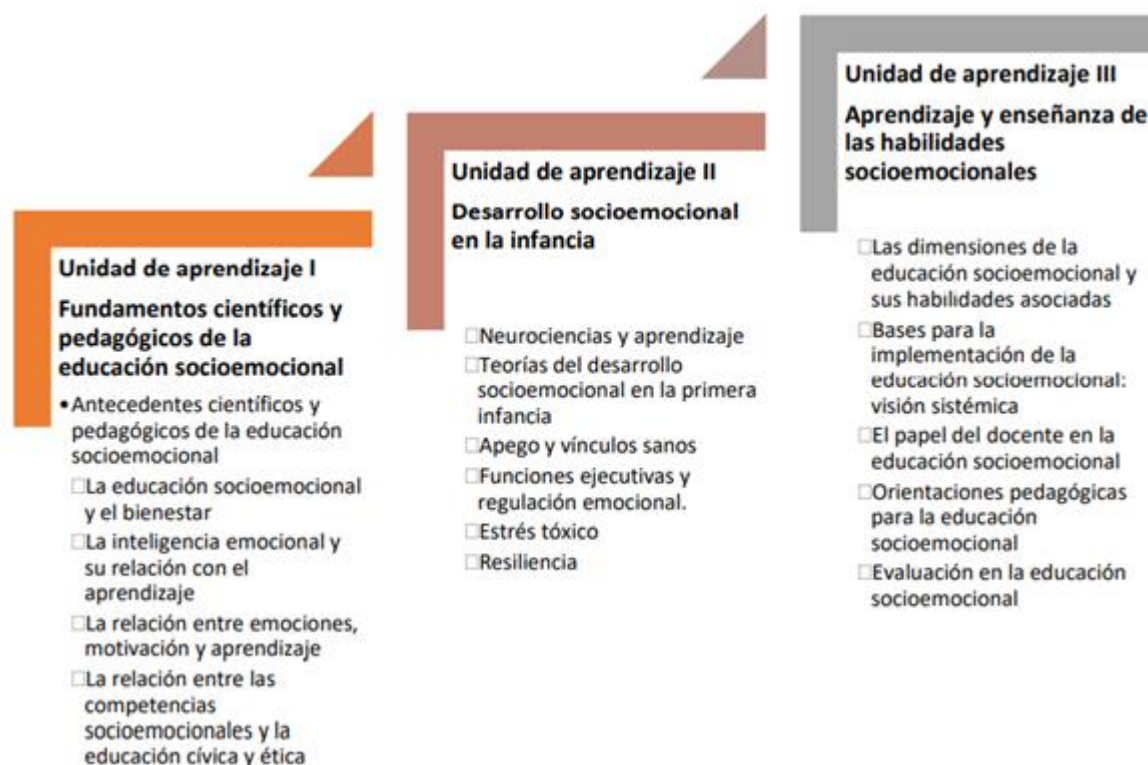 Unidad de aprendizaje I
Fundamentos científicos y
pedagógicos de la
educación socioemocional
•Antecedentes científicos y
pedagógicos de la educación
socioemocional
□La educación socioemocional
y el bienestar
□La inteligencia emocional y
su relación con el
aprendizaje
□La relación entre emociones,
motivación y aprendizaje
□La relación entre las
competencias
socioemocionales y la
educación cívica y ética
Unidad de aprendizaje II
Desarrollo socioemocional
en la infancia
□Neurociencias y aprendizaje
□Teorías del desarrollo
socioemocional en la primera
infancia
□Apego y vínculos sanos
□Funciones ejecutivas y
regulación emocional.
□Estrés tóxico
□Resiliencia
Unidad de aprendizaje III
Aprendizaje y enseñanza de
las habilidades
socioemocionales
□Las dimensiones de la
educación socioemocional y
sus habilidades asociadas
□Bases para la
implementación de la
educación socioemocional:
visión sistémica
□El papel del docente en la
educación socioemocional
□Orientaciones pedagógicas
para la educación
socioemocional
□Evaluación en la educación
socioemocional